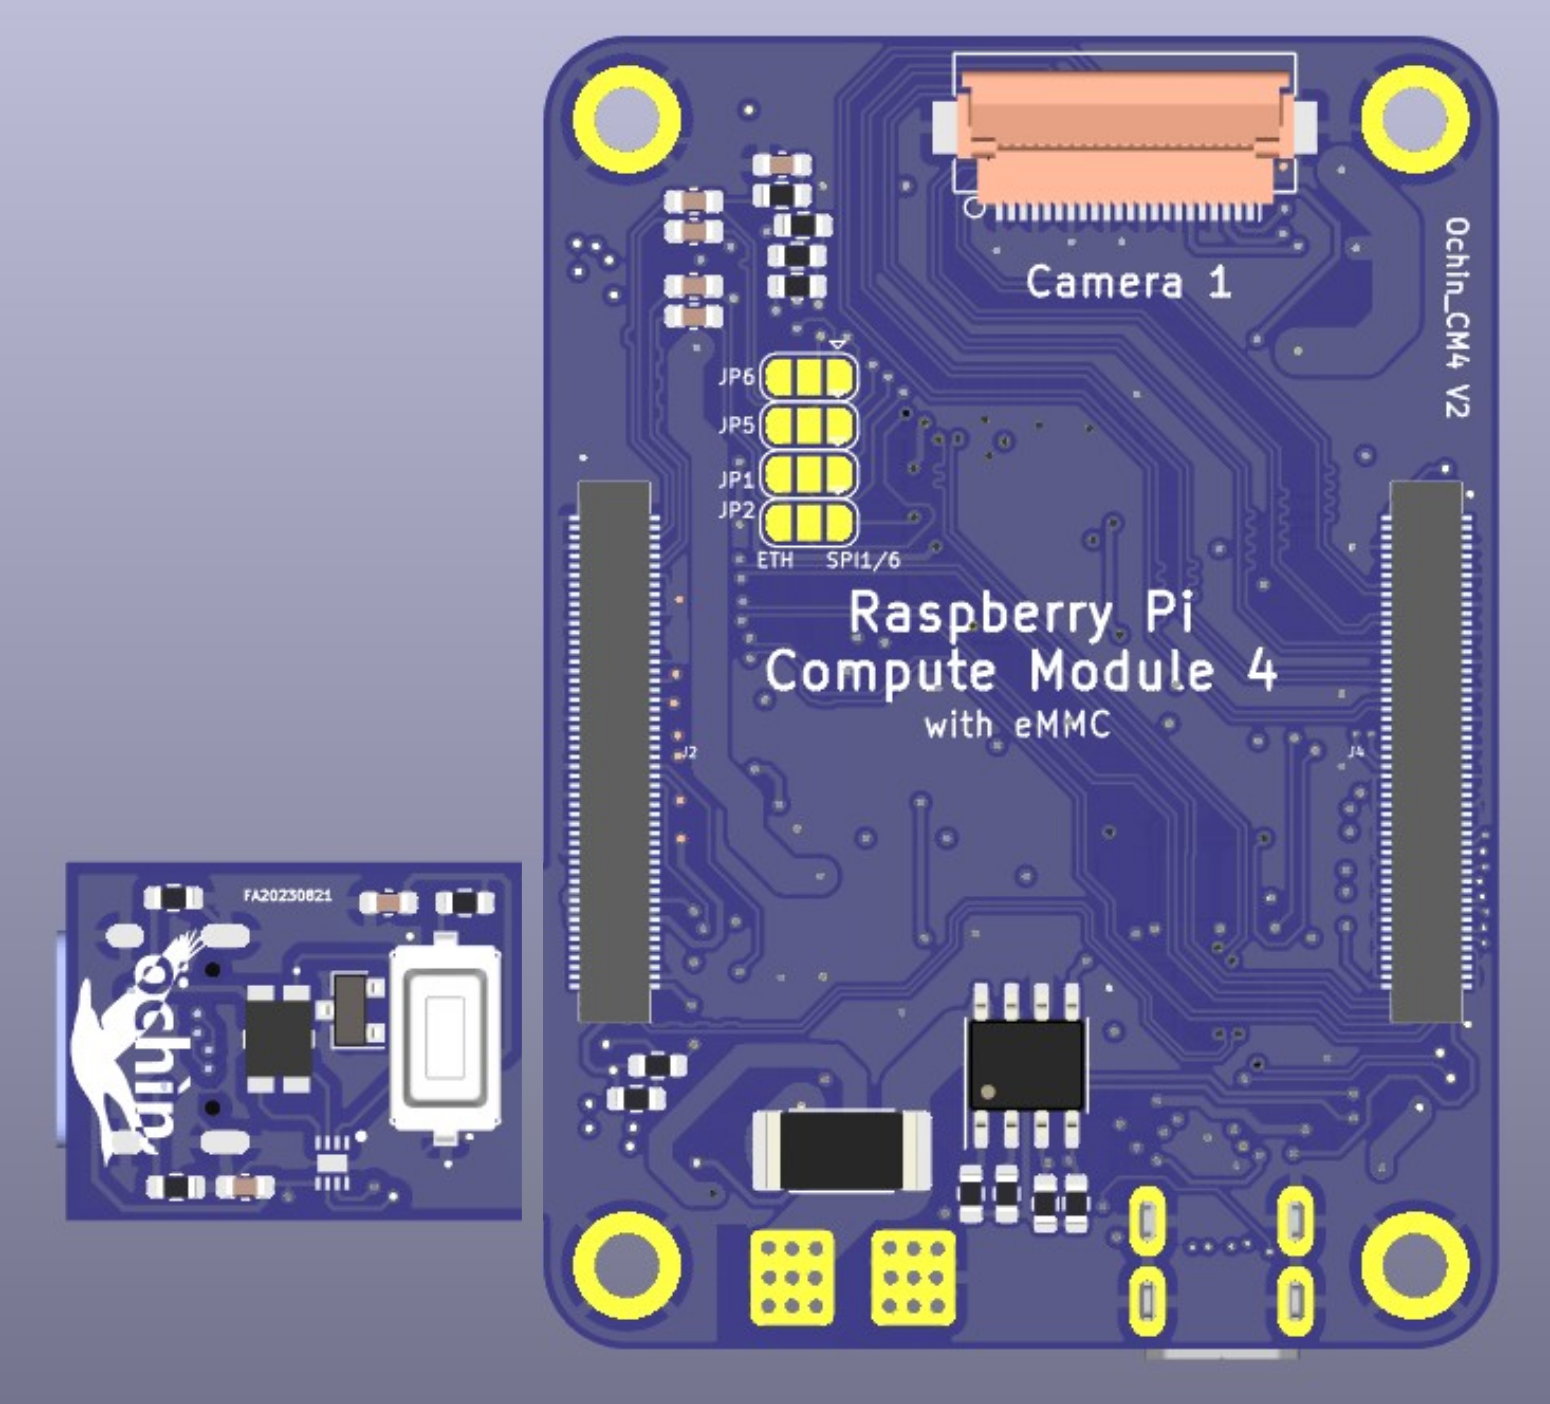 Camera 1
Ochin_CM4 V2
JP6
JP5
JP1
JP2
ETH SPI1/6
Raspberry Pi
Compute Module 4
with eMMC
J2
J4
FA20230821
öchìn